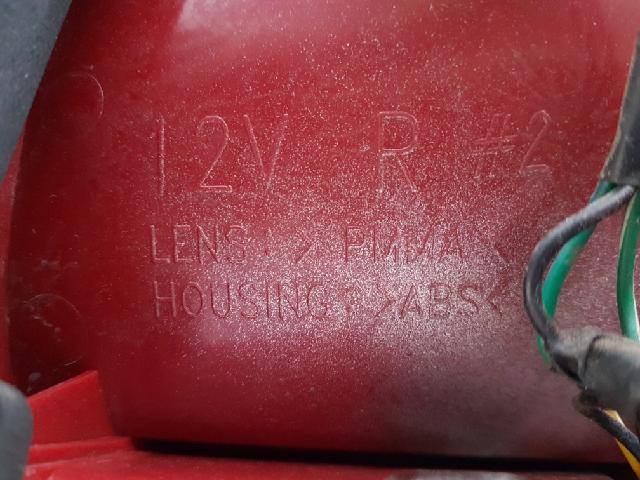 12V R #2
LENS: >PMMA<
HOUSING: >ABS<